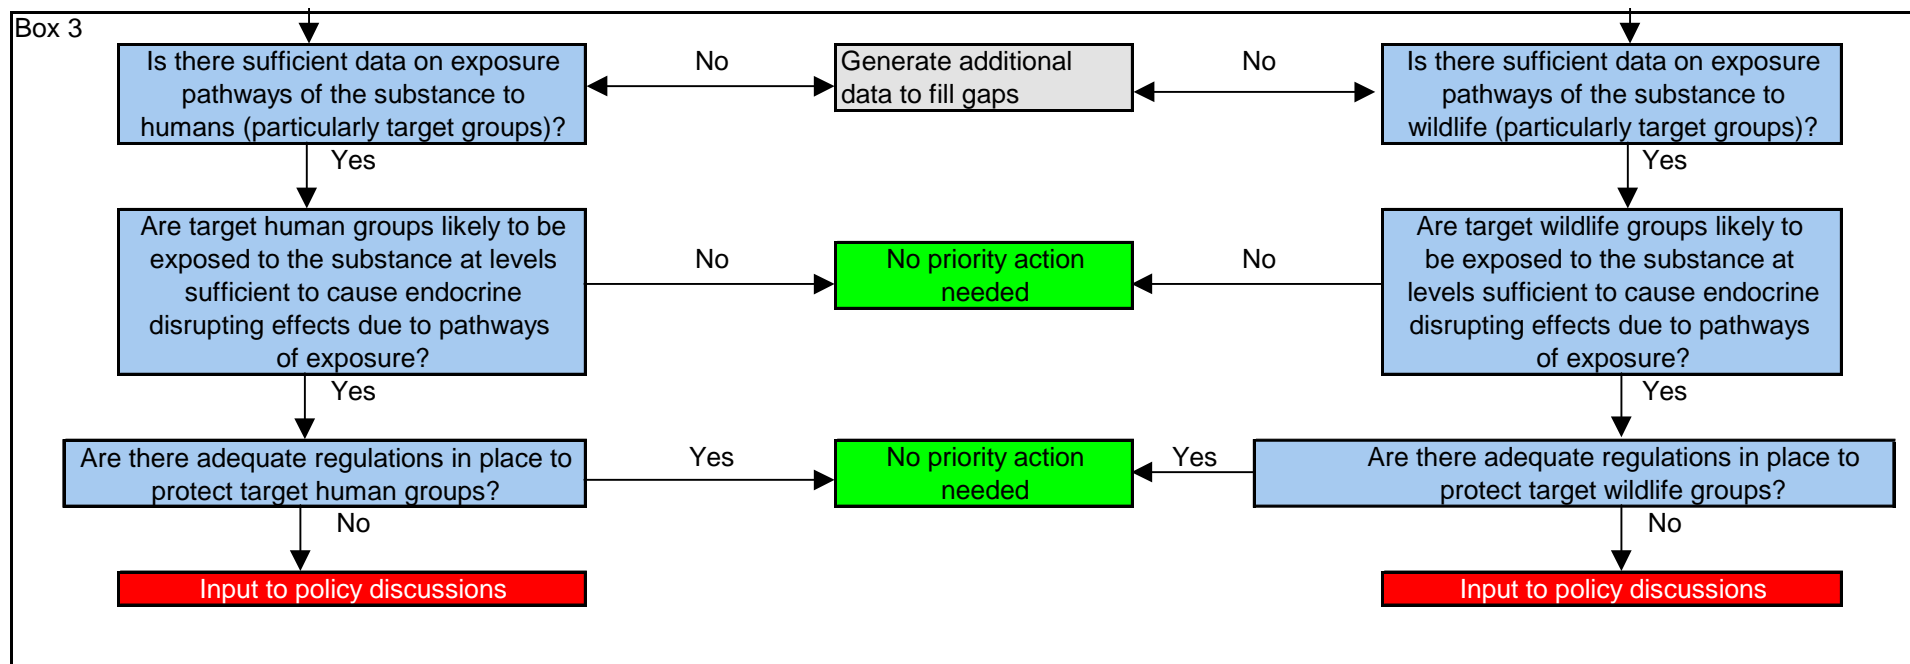 Box 3
Is there sufficient data on exposure
pathways of the substance to
humans (particularly target groups)?
No
Generate additional
data to fill gaps
No
Is there sufficient data on exposure
pathways of the substance to
wildlife (particularly target groups)?
Yes
Yes
Are target human groups likely to be
exposed to the substance at levels
sufficient to cause endocrine
disrupting effects due to pathways
of exposure?
No
No priority action
needed
No
Are target wildlife groups likely to
be exposed to the substance at
levels sufficient to cause endocrine
disrupting effects due to pathways
of exposure?
Yes
Yes
Are there adequate regulations in place to
protect target human groups?
Yes
No priority action
needed
Yes
Are there adequate regulations in place to
protect target wildlife groups?
No
No
Input to policy discussions
Input to policy discussions